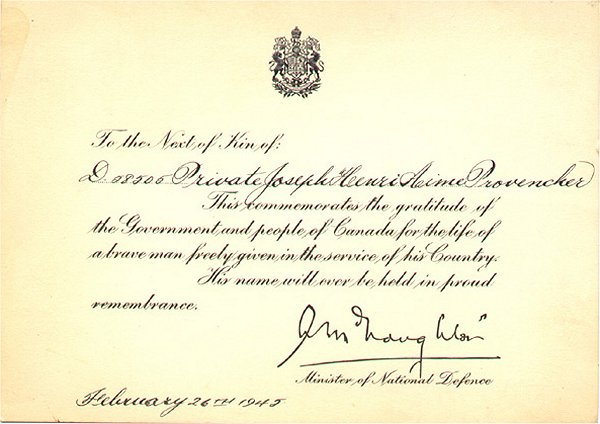 To the Next of Kin of:
D.58506 Private Joseph Henri Aime Provencher
This commemorates the gratitude of
the Government and people of Canada for the life of
a brave man freely given in the service of his Country.
His name will ever be held in proud
remembrance.
Minister of National Defence
February 26TH 1945